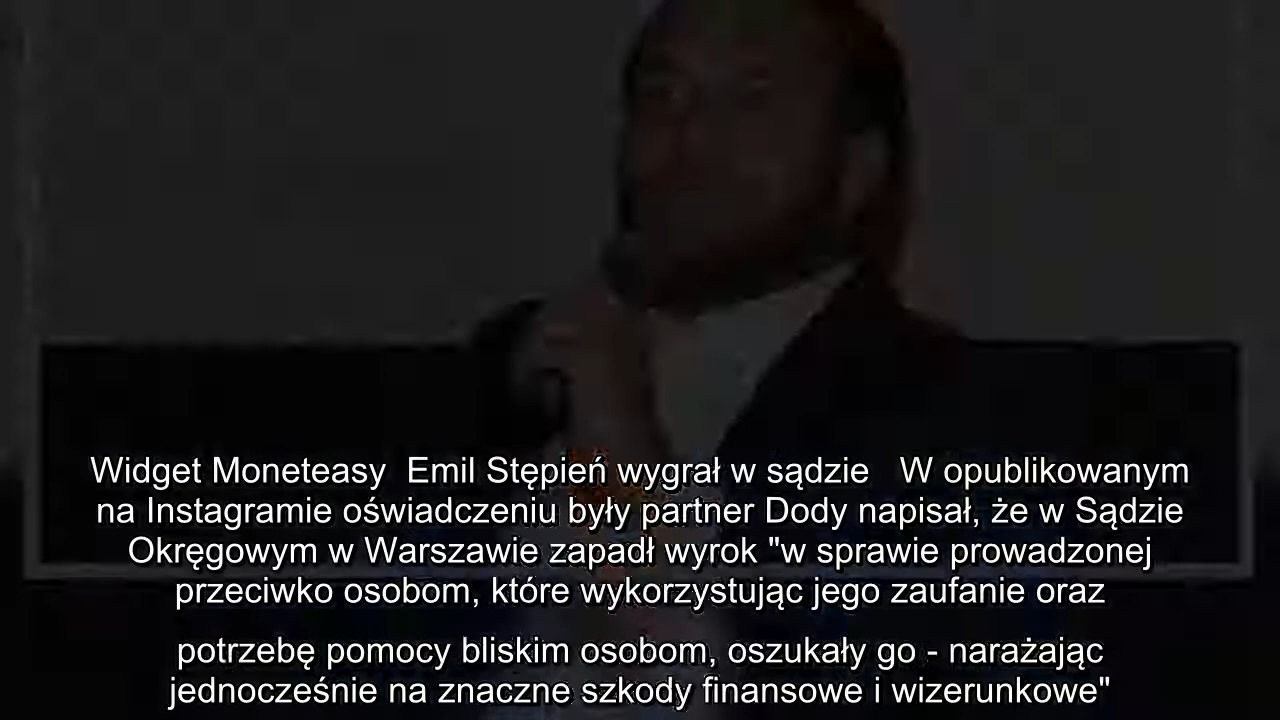 Widget Moneteasy  Emil Stępień wygrał w sądzie   W opublikowanym
na Instagramie oświadczeniu były partner Dody napisał, że w Sądzie
Okręgowym w Warszawie zapadł wyrok "w sprawie prowadzonej
przeciwko osobom, które wykorzystując jego zaufanie oraz
potrzebę pomocy bliskim osobom, oszukały go - narażając
jednocześnie na znaczne szkody finansowe i wizerunkowe"